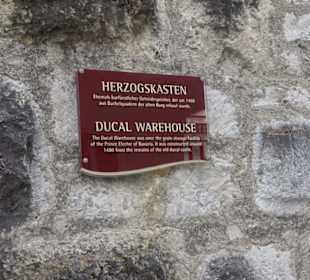 HERZOGSKASTEN
Ehemals kurfürstlicher Getreidespeicher, der um 1400
aus Buckelquadern der alten Burg erbaut wurde.
DUCAL WAREHOUSE
The Ducal Warehouse was once the grain storage facility
of the Prince Elector of Bavaria. It was constructed around
1400 from the remains of the old ducal castle.